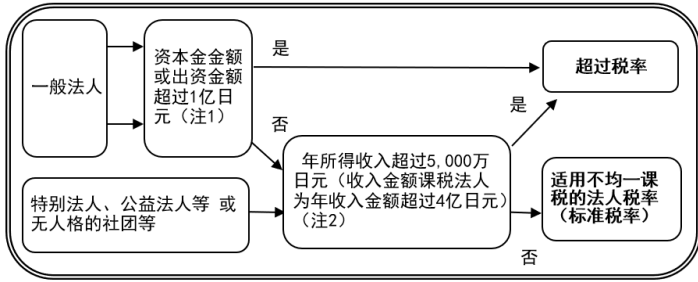 一般法人
资本金金额
或出资金额
超过1亿日
元（注1）
是
超过税率
否
是
年所得收入超过5,000万
日元（收入金额课税法人
为年收入金额超过4亿日元）
（注2）
特别法人、公益法人等 或
无人格的社团等
适用不均一课
税的法人税率
（标准税率）
否